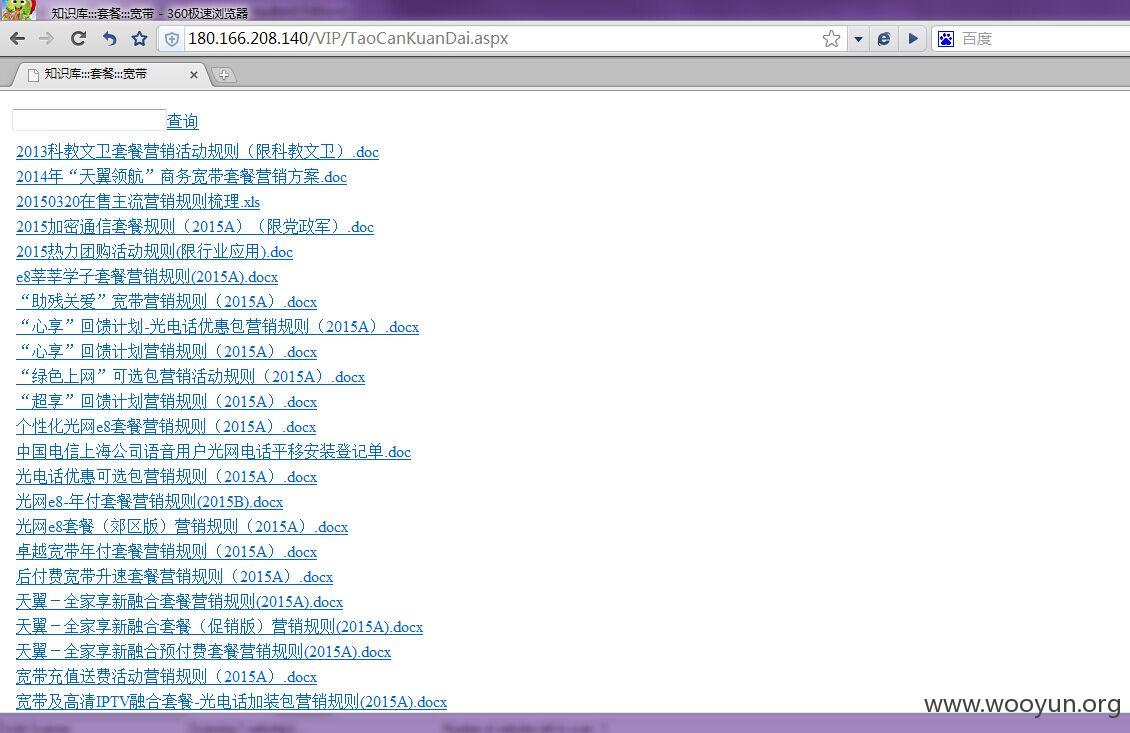 知识库:::套餐:::宽带 - 360极速浏览器
180.166.208.140/VIP/TaoCanKuanDai.aspx
百度
知识库:::套餐:::宽带
查询
2013科教文卫套餐营销活动规则（限科教文卫）.doc
2014年“天翼领航”商务宽带套餐营销方案.doc
20150320在售主流营销规则梳理.xls
2015加密通信套餐规则（2015A）（限党政军）.doc
2015热力团购活动规则(限行业应用).doc
e8莘莘学子套餐营销规则(2015A).docx
“助残关爱”宽带营销规则（2015A）.docx
“心享”回馈计划-光电话优惠包营销规则（2015A）.docx
“心享”回馈计划营销规则（2015A）.docx
“绿色上网”可选包营销活动规则（2015A）.docx
“超享”回馈计划营销规则（2015A）.docx
个性化光网e8套餐营销规则（2015A）.docx
中国电信上海公司语音用户光网电话平移安装登记单.doc
光电话优惠可选包营销规则（2015A）.docx
光网e8-年付套餐营销规则(2015B).docx
光网e8套餐（郊区版）营销规则（2015A）.docx
卓越宽带年付套餐营销规则（2015A）.docx
后付费宽带升速套餐营销规则（2015A）.docx
天翼－全家享新融合套餐营销规则(2015A).docx
天翼－全家享新融合套餐（促销版）营销规则(2015A).docx
天翼－全家享新融合预付费套餐营销规则(2015A).docx
宽带充值送费活动营销规则（2015A）.docx
宽带及高清IPTV融合套餐-光电话加装包营销规则(2015A).docx
www.wooyun.org